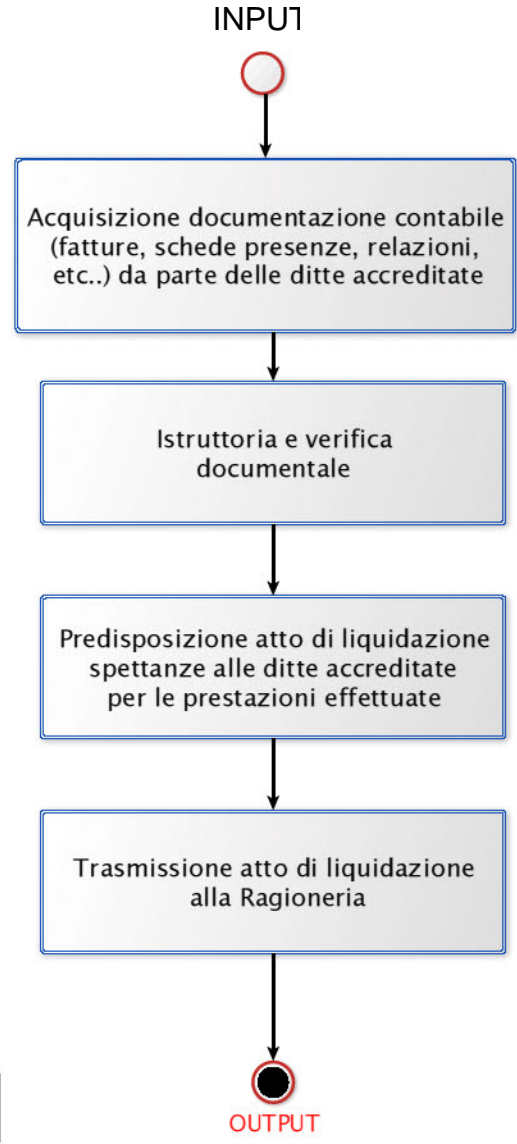 INPUT
Acquisizione documentazione contabile
(fatture, schede presenze, relazioni,
etc..) da parte delle ditte accreditate
Istruttoria e verifica
documentale
Predisposizione atto di liquidazione
spettanze alle ditte accreditate
per le prestazioni effettuate
Trasmissione atto di liquidazione
alla Ragioneria
OUTPUT